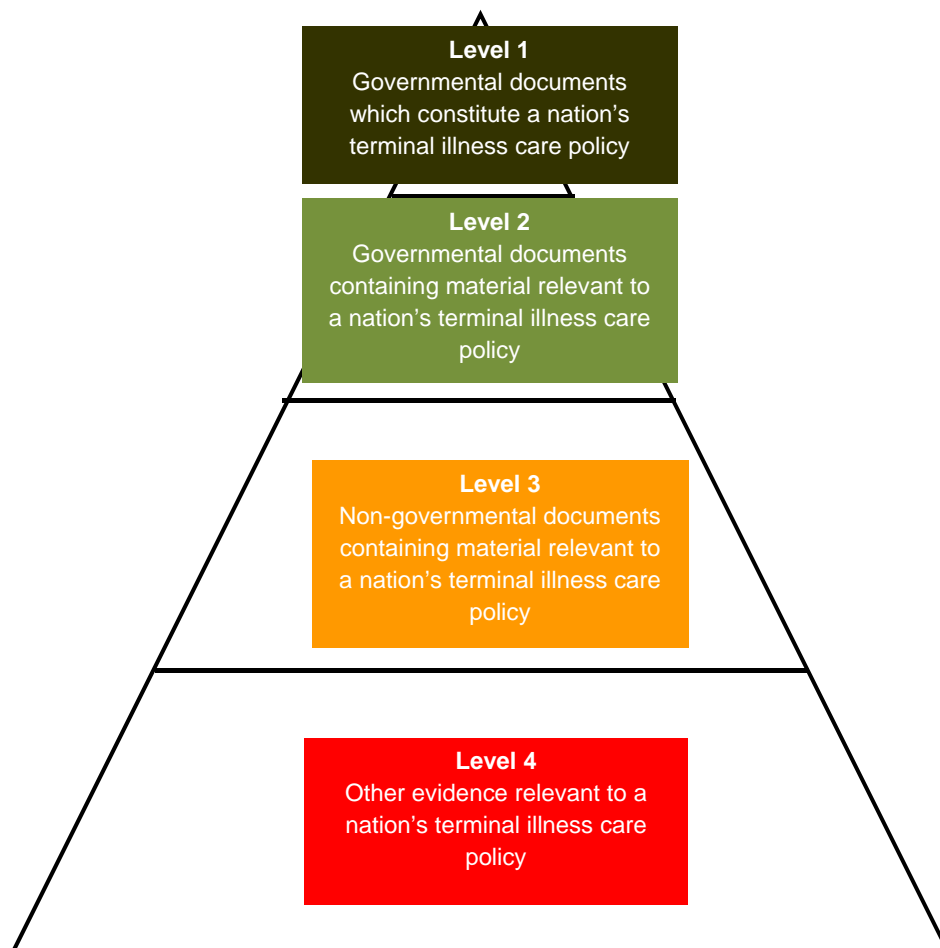 Level 1
Governmental documents
which constitute a nation’s
terminal illness care policy
Level 2
Governmental documents
containing material relevant to
a nation’s terminal illness care
policy
Level 3
Non-governmental documents
containing material relevant to
a nation’s terminal illness care
policy
Level 4
Other evidence relevant to a
nation’s terminal illness care
policy